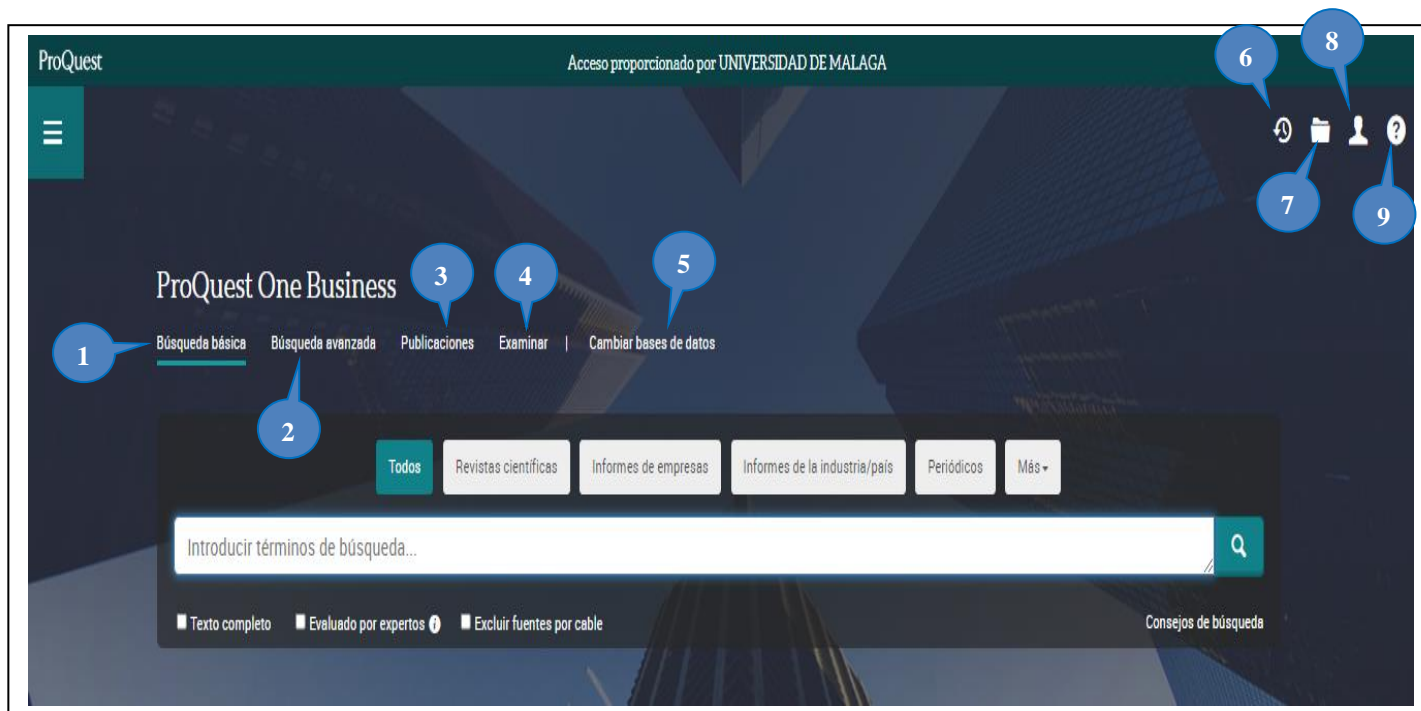 8
6
ProQuest
Acceso proporcionado por UNIVERSIDAD DE MALAGA
?
7
9
5
3
4
ProQuest One Business
1
Búsqueda básica Búsqueda avanzada Publicaciones Examinar | Cambiar bases de datos
2
Todos Revistas científicas Informes de empresas Informes de la industria/país Periódicos Más
Introducir términos de búsqueda...
Texto completo Evaluado por expertos i Excluir fuentes por cable Consejos de búsqueda